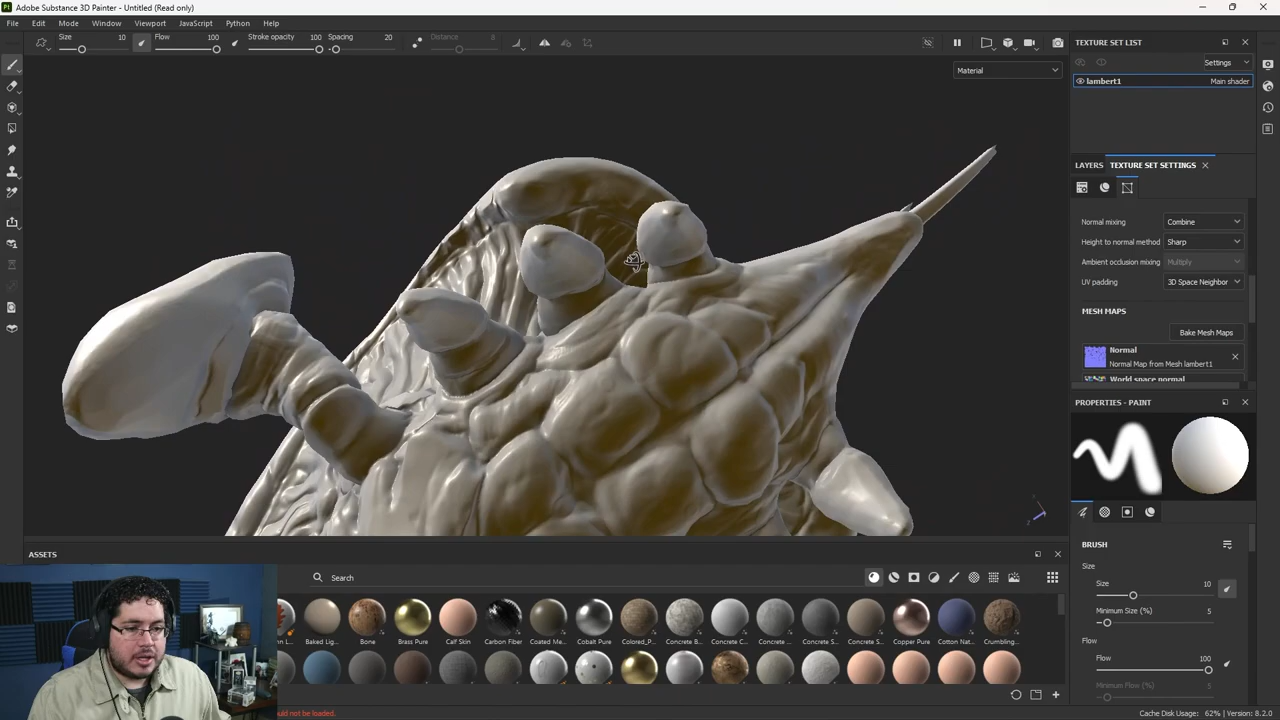 Adobe Substance 3D Painter - Untitled (Read only)
File Edit Mode Window Viewport JavaScript Python Help
Size 10 Flow 100 Stroke opacity 100 Spacing 20 Distance 8
Material
TEXTURE SET LIST
Settings
lambert1 Main shader
LAYERS TEXTURE SET SETTINGS
Normal mixing Combine
Height to normal method Sharp
Ambient occlusion mixing Multiply
UV padding 3D Space Neighbor
MESH MAPS
Bake Mesh Maps
Normal
Normal Map from Mesh lambert1
World space normal
PROPERTIES - PAINT
BRUSH
Size
Size 10
Minimum Size (%) 5
Flow
Flow 100
Minimum Flow (%) 5
ASSETS
Search
Baked Lig... Bone Brass Pure Calf Skin Carbon Fiber Coated Me... Cobalt Pure Colored_P... Concrete B... Concrete C... Concrete ... Concrete S... Concrete S... Copper Pure Cotton Nat... Crumbling...
ould not be loaded.
Cache Disk Usage: 62% | Version: 8.2.0